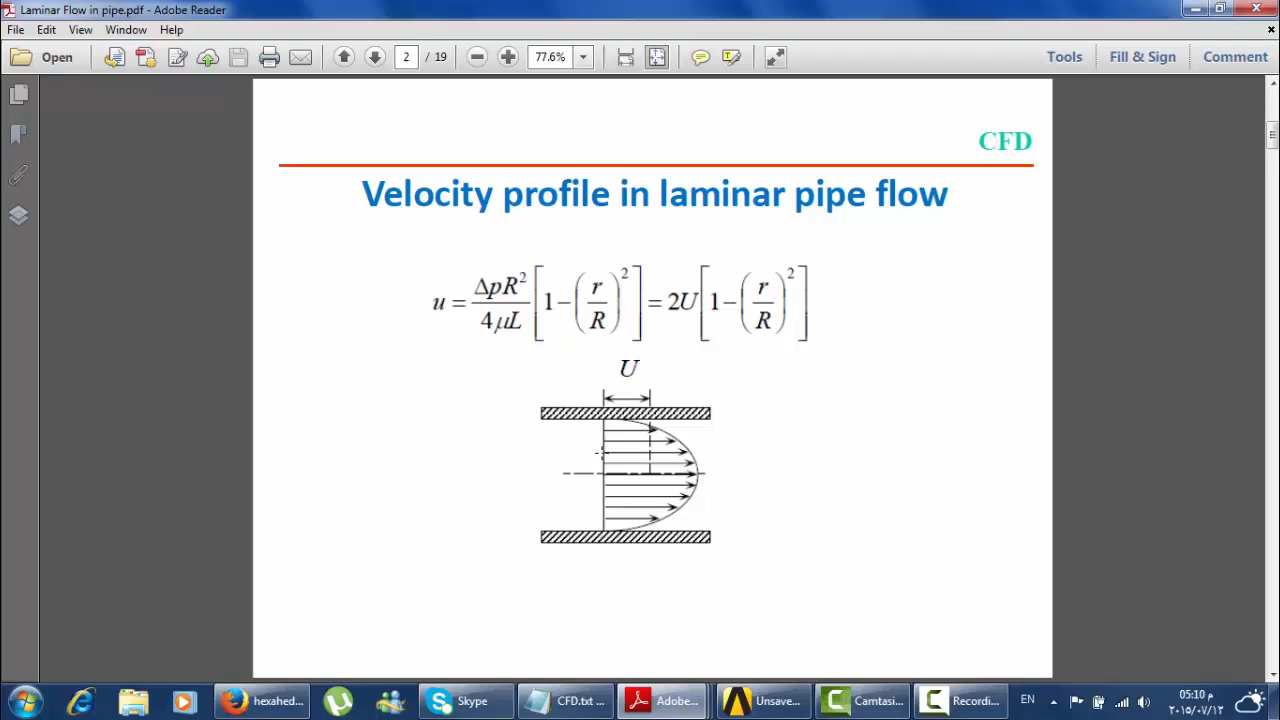 Laminar Flow in pipe.pdf - Adobe Reader
File Edit View Window Help
Open 2 / 19 77.6% Tools Fill & Sign Comment
CFD
Velocity profile in laminar pipe flow
u = ΔpR²/4μL [1−(r/R)²] = 2U[1−(r/R)²]
U
hexahed... Skype CFD.txt ... Adobe... Unsave... Camtasi... Recordi... EN
05:10 م
٢٠١٥/٠٧/١٢